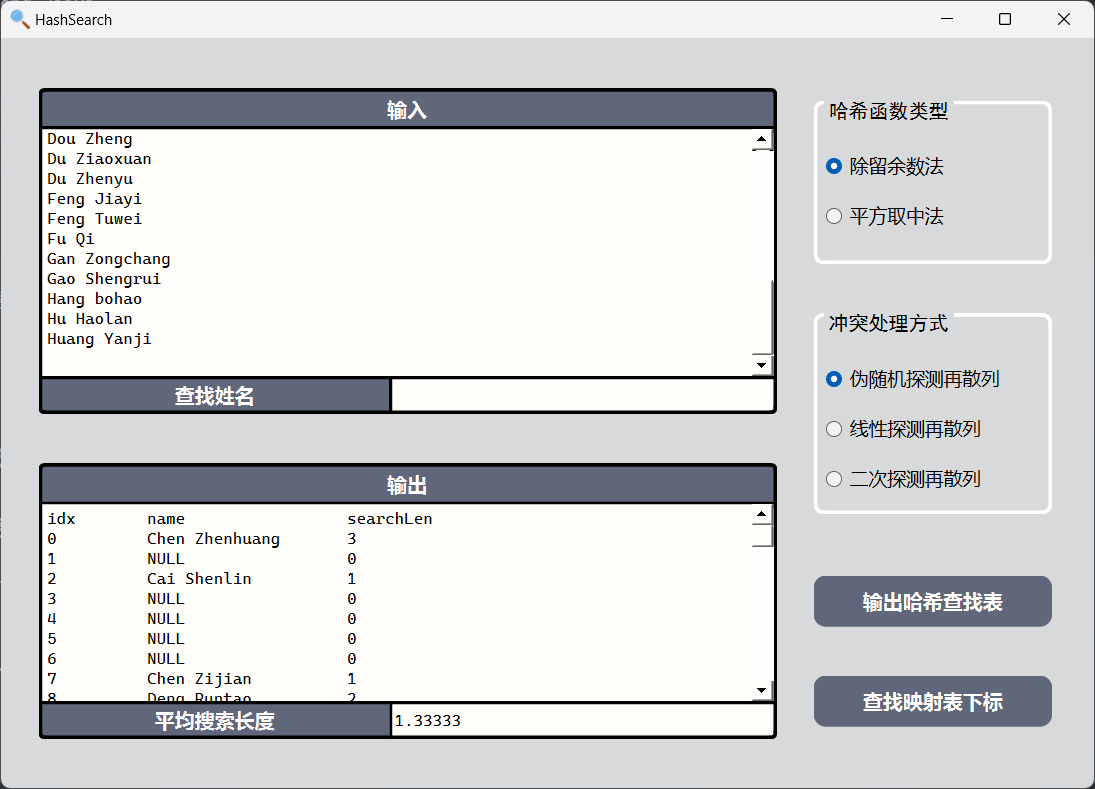 HashSearch
输入
Dou Zheng
Du Ziaoxuan
Du Zhenyu
Feng Jiayi
Feng Tuwei
Fu Qi
Gan Zongchang
Gao Shengrui
Hang bohao
Hu Haolan
Huang Yanji
查找姓名
输出
idx name searchLen
0 Chen Zhenhuang 3
1 NULL 0
2 Cai Shenlin 1
3 NULL 0
4 NULL 0
5 NULL 0
6 NULL 0
7 Chen Zijian 1
8 Deng Runtao 2
平均搜索长度 1.33333
哈希函数类型
除留余数法
平方取中法
冲突处理方式
伪随机探测再散列
线性探测再散列
二次探测再散列
输出哈希查找表
查找映射表下标